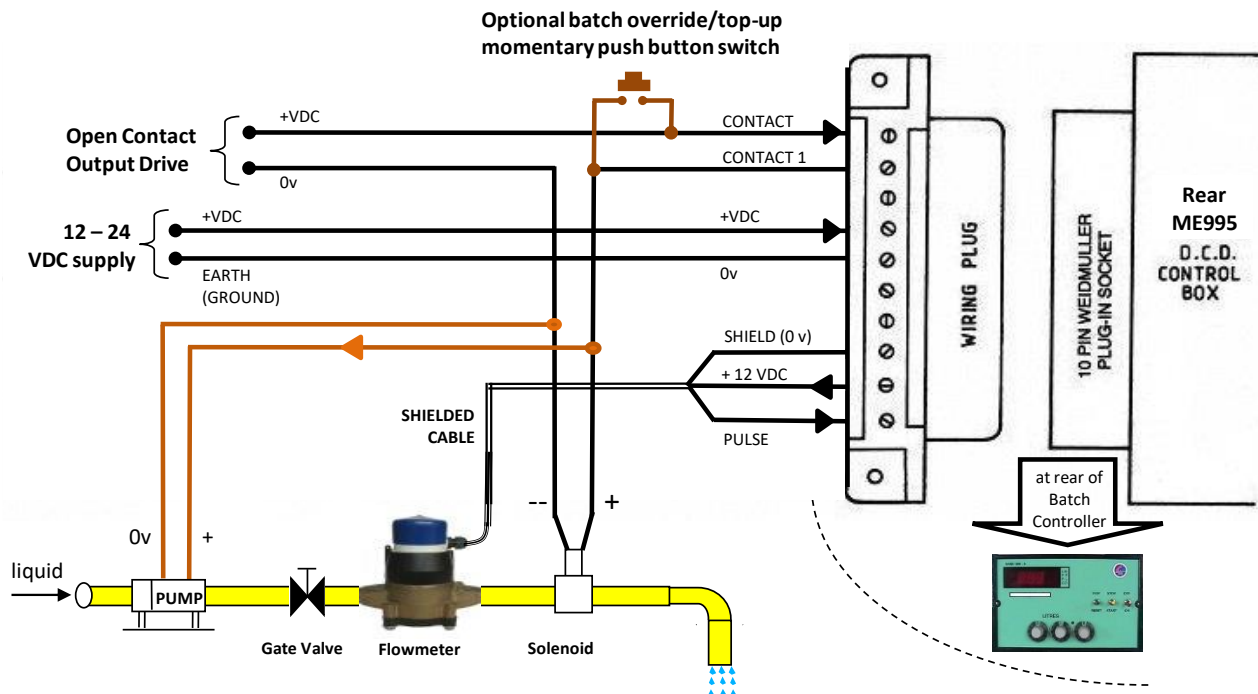 Optional batch override/top-up
momentary push button switch
Open Contact
Output Drive
+VDC
0v
CONTACT
CONTACT 1
12 – 24
VDC supply
+VDC
EARTH
(GROUND)
+VDC
0v
SHIELD (0 v)
+ 12 VDC
PULSE
SHIELDED
CABLE
WIRING PLUG
10 PIN WEIDMULLER
PLUG-IN SOCKET
Rear
ME995
D.C.D.
CONTROL
BOX
at rear of
Batch
Controller
-- +
0v +
liquid
PUMP
Gate Valve
Flowmeter
Solenoid
LITRES